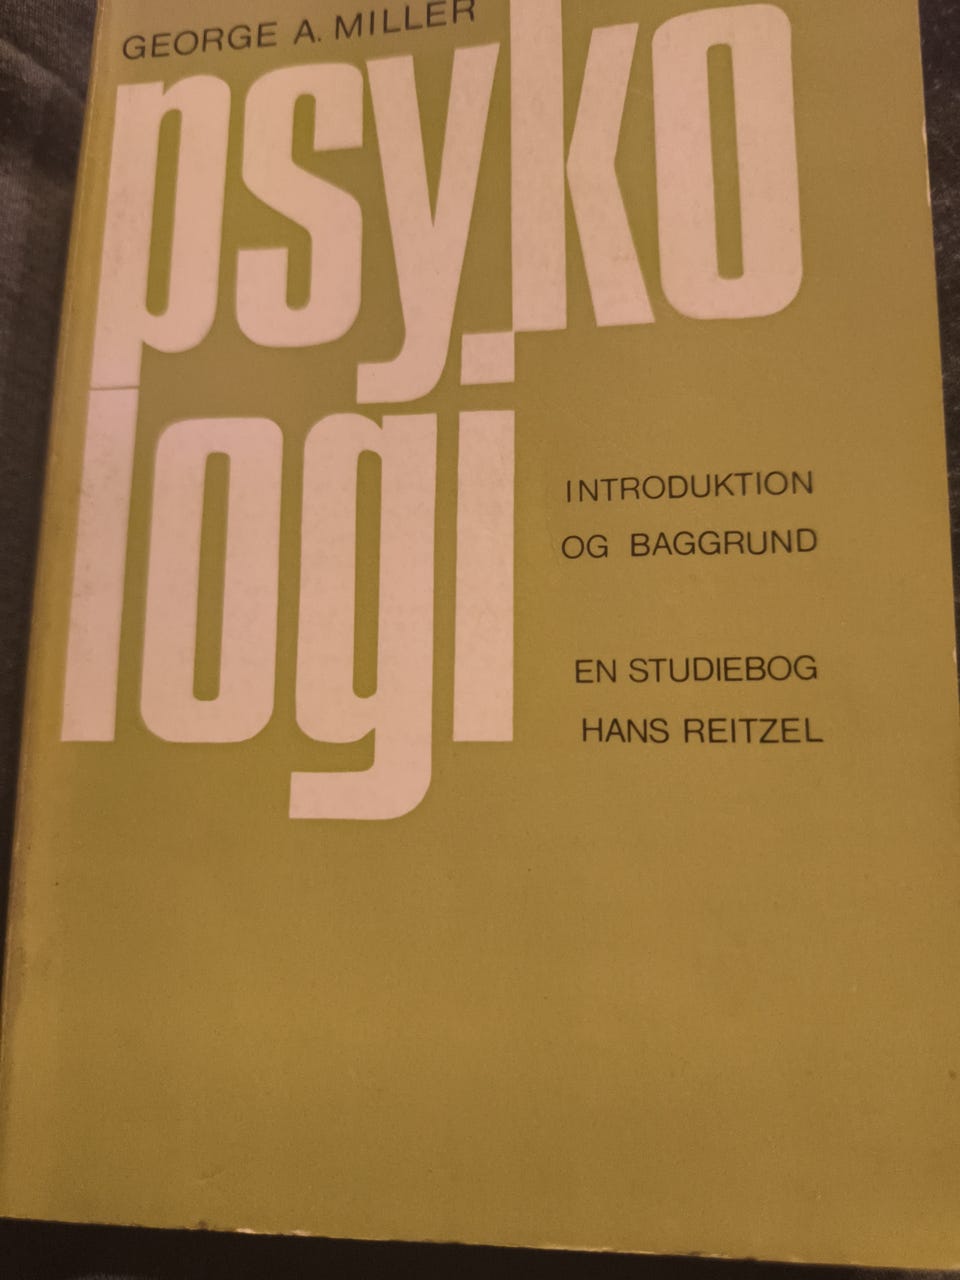 GEORGE A. MILLER
psyko
logi
INTRODUKTION
OG BAGGRUND
EN STUDIEBOG
HANS REITZEL